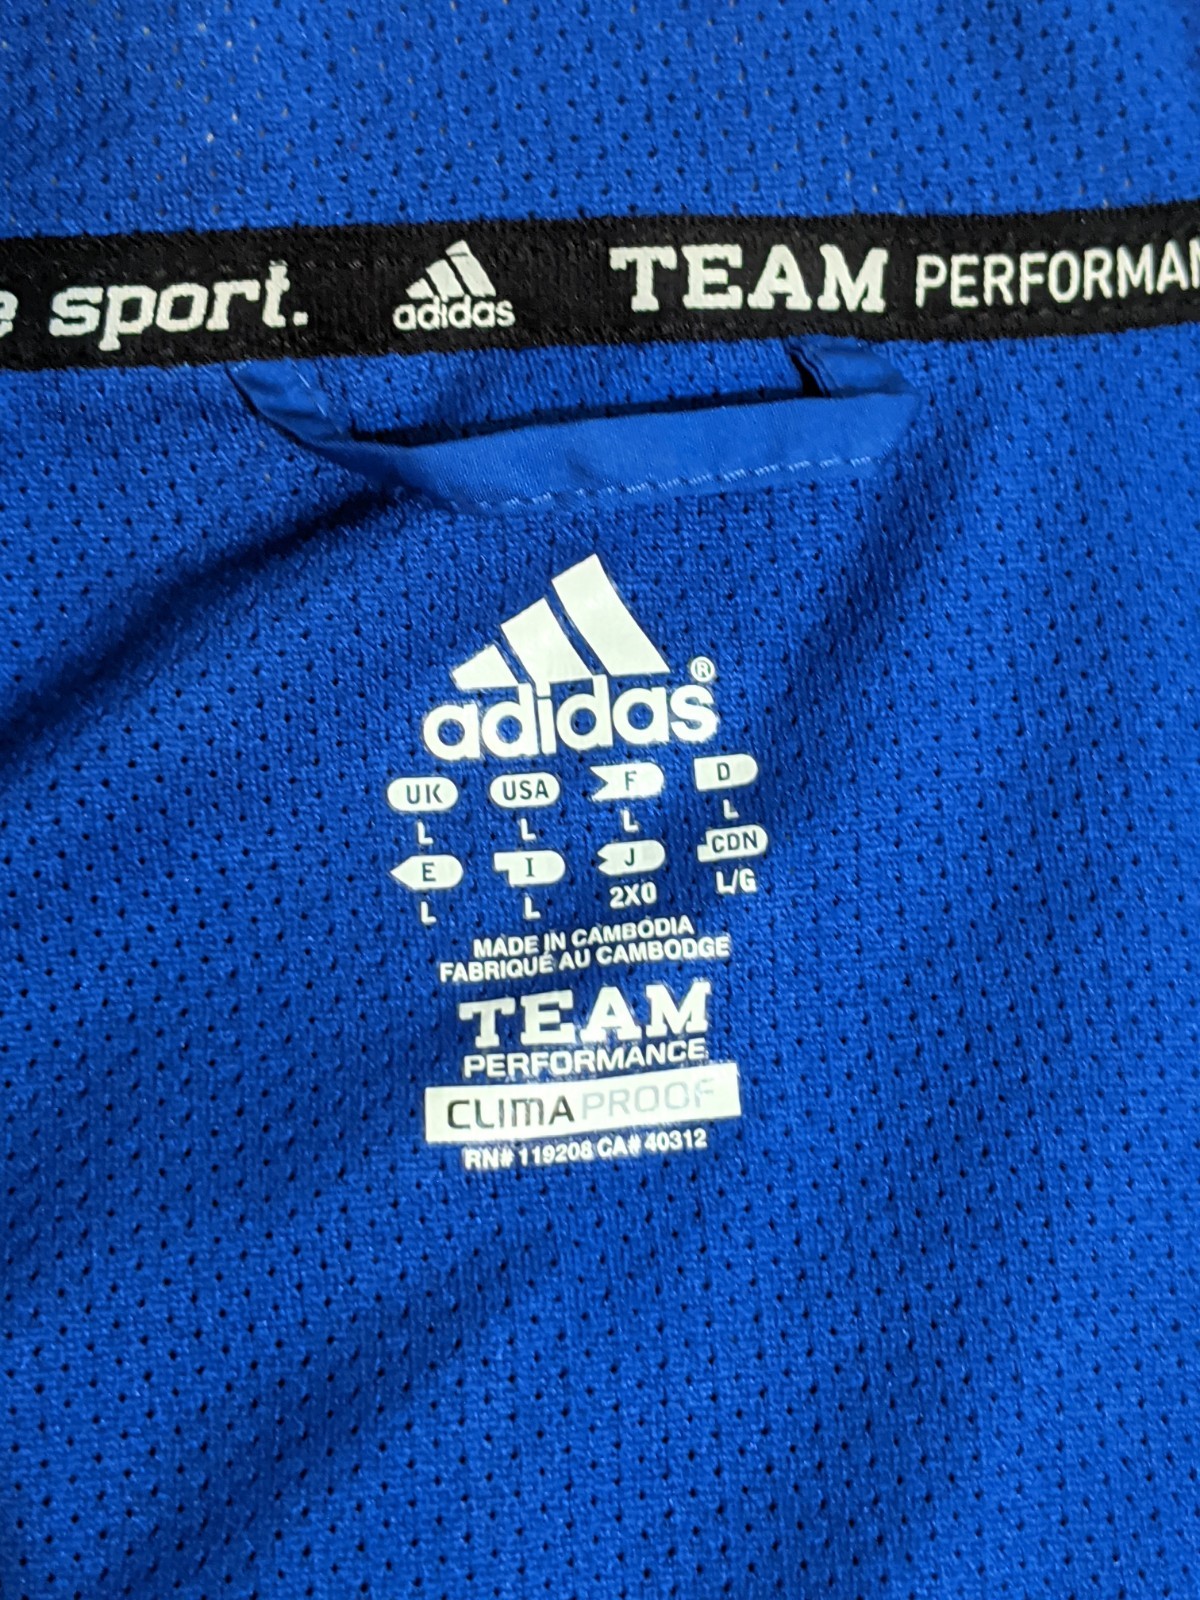 e sport. adidas TEAM PERFORMAN
adidas®
UK USA F D
L L L L
E I J CDN
L L 2XO L/G
MADE IN CAMBODIA
FABRIQUÉ AU CAMBODGE
TEAM
PERFORMANCE
CLIMAPROOF
RN# 119208 CA# 40312